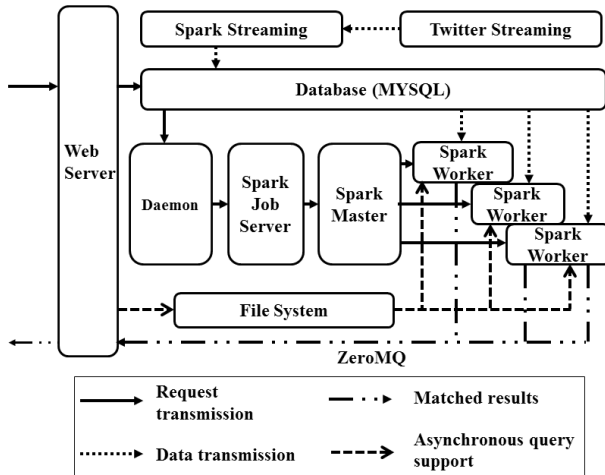 Spark Streaming
Twitter Streaming
Database (MYSQL)
Web
Server
Daemon
Spark
Job
Server
Spark
Master
Spark
Worker
Spark
Worker
Spark
Worker
File System
ZeroMQ
Request
transmission
Matched results
Data transmission
Asynchronous query
support